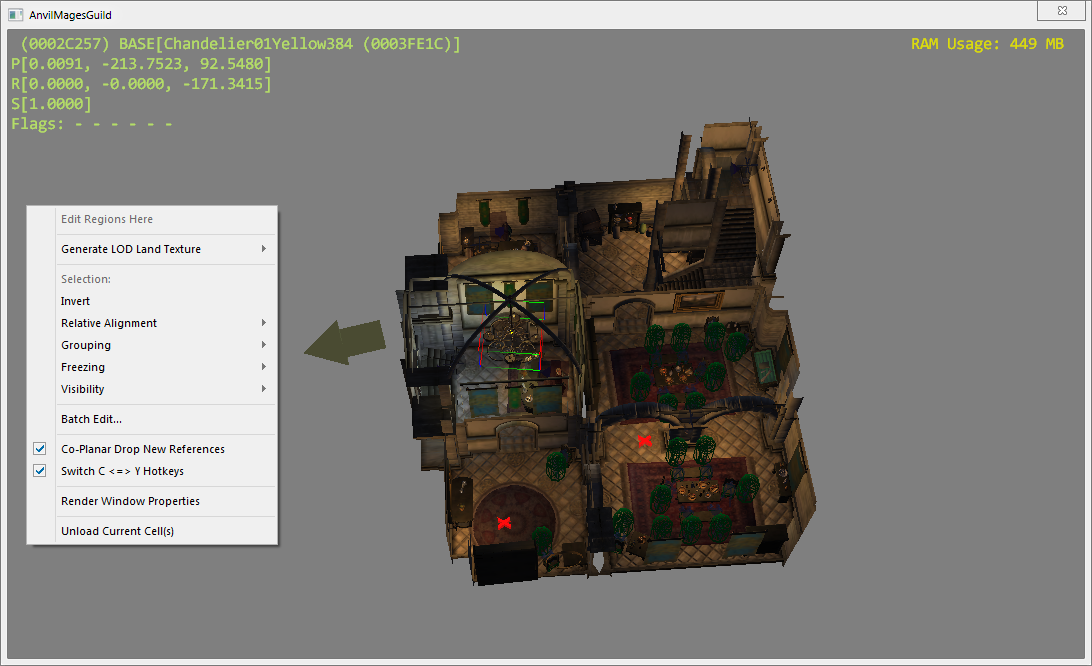 AnvilMagesGuild
(0002C257) BASE[Chandelier01Yellow384 (0003FE1C)]
RAM Usage: 449 MB
P[0.0091, -213.7523, 92.5480]
R[0.0000, -0.0000, -171.3415]
S[1.0000]
Flags: - - - - - -
Edit Regions Here
Generate LOD Land Texture
Selection:
Invert
Relative Alignment
Grouping
Freezing
Visibility
Batch Edit...
Co-Planar Drop New References
Switch C <=> Y Hotkeys
Render Window Properties
Unload Current Cell(s)